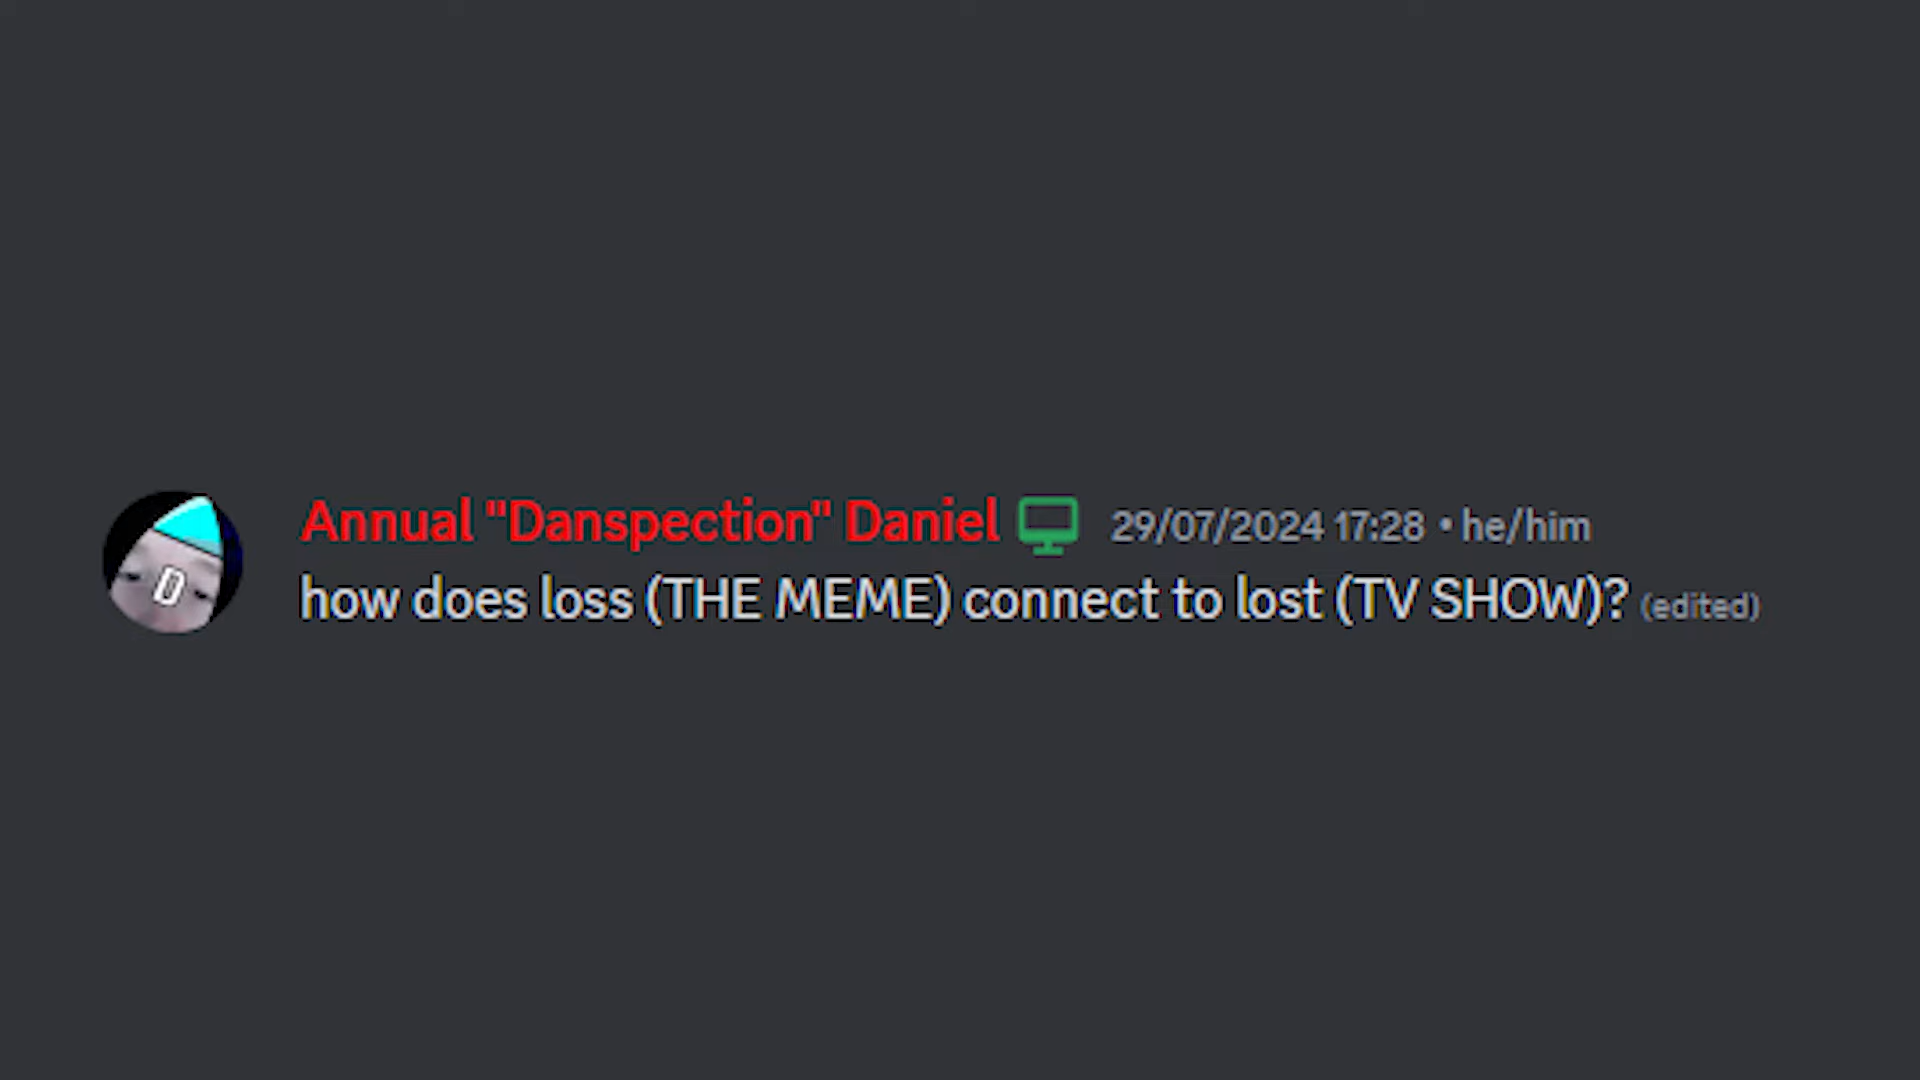 Annual "Danspection" Daniel 29/07/2024 17:28 • he/him
how does loss (THE MEME) connect to lost (TV SHOW)? (edited)
D